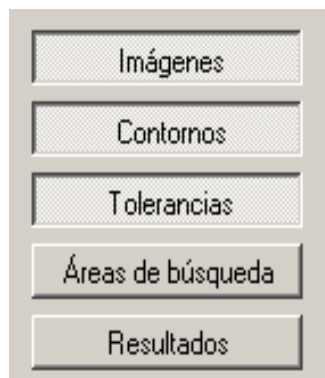 Imágenes
Contornos
Tolerancias
Áreas de búsqueda
Resultados